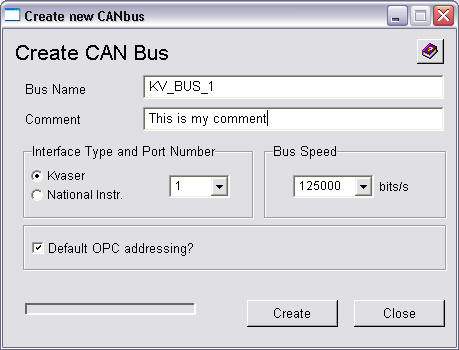 Create new CANbus
Create CAN Bus
Bus Name KV_BUS_1
Comment This is my comment
Interface Type and Port Number Bus Speed
Kvaser
1 125000 bits/s
National Instr.
Default OPC addressing?
Create Close